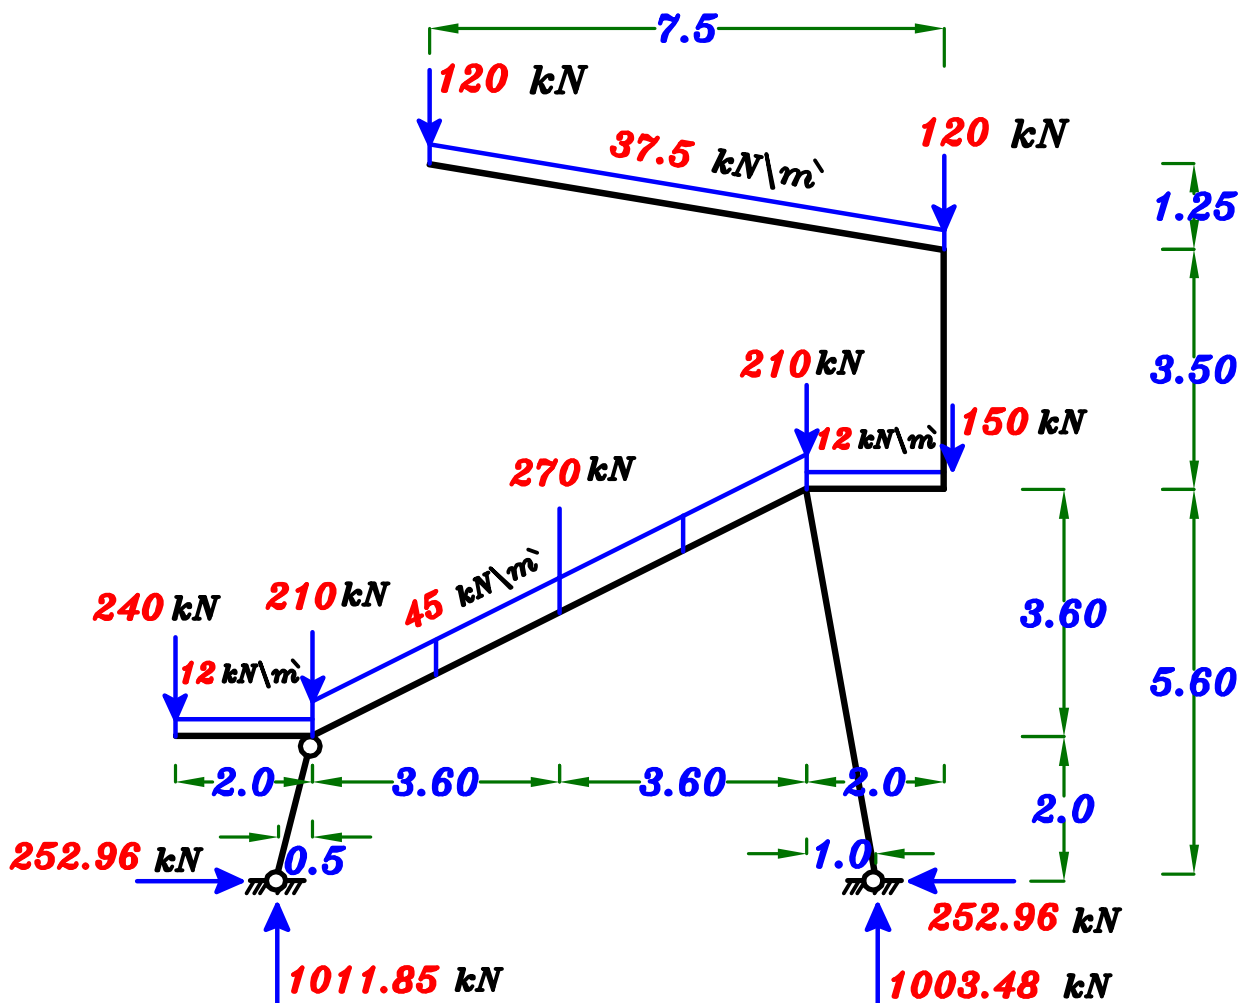 7.5
120 kN
120 kN
37.5 kN\m`
1.25
210 kN
3.50
12 kN\m`
150 kN
270 kN
45 kN\m`
240 kN
210 kN
3.60
12 kN\m`
5.60
2.0
3.60
3.60
2.0
2.0
252.96 kN
0.5
1.0
252.96 kN
1011.85 kN
1003.48 kN